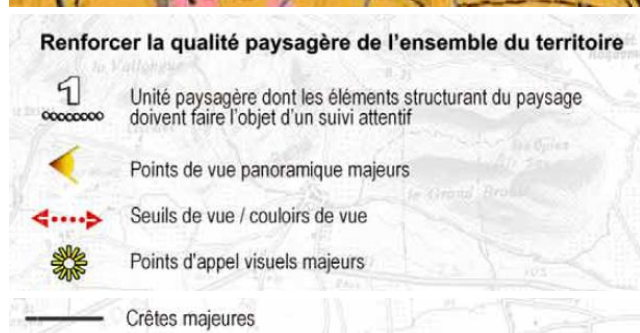 Renforcer la qualité paysagère de l'ensemble du territoire
1
Unité paysagère dont les éléments structurant du paysage
doivent faire l'objet d'un suivi attentif
Points de vue panoramique majeurs
Seuils de vue / couloirs de vue
Points d'appel visuels majeurs
Crêtes majeures